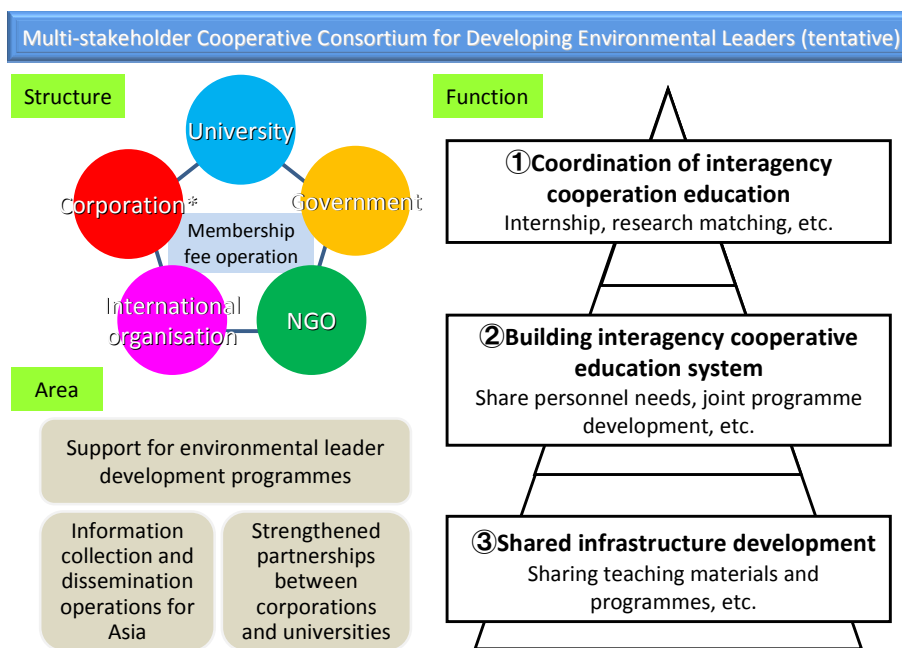 Multi-stakeholder Cooperative Consortium for Developing Environmental Leaders (tentative)
Structure
University
Corporation*
Government
Membership
fee operation
International
organisation
NGO
Area
Support for environmental leader
development programmes
Information
collection and
dissemination
operations for
Asia
Strengthened
partnerships
between
corporations
and universities
Function
①Coordination of interagency
cooperation education
Internship, research matching, etc.
②Building interagency cooperative
education system
Share personnel needs, joint programme
development, etc.
③Shared infrastructure development
Sharing teaching materials and
programmes, etc.